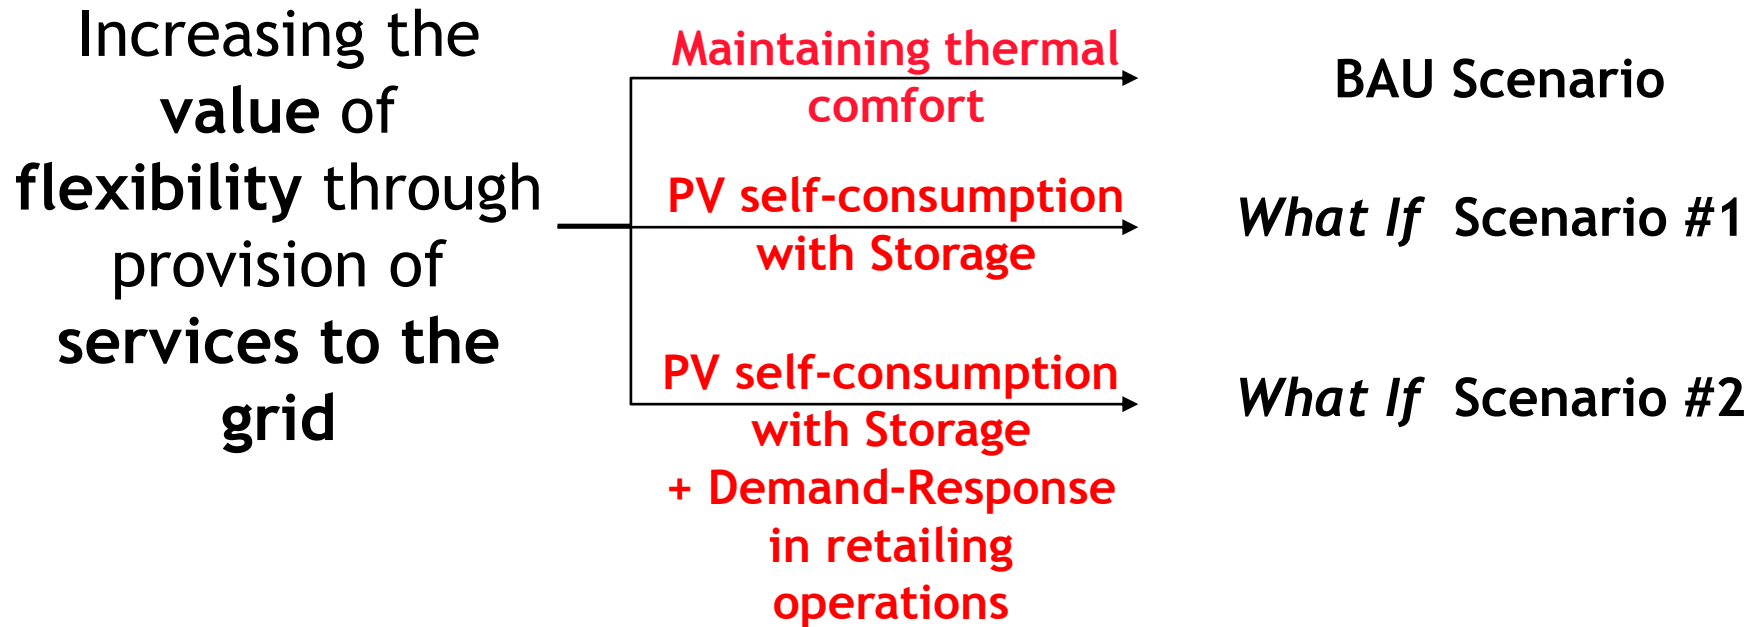 Increasing the
value of
flexibility through
provision of
services to the
grid
Maintaining thermal
comfort
BAU Scenario
PV self-consumption
with Storage
What If Scenario #1
PV self-consumption
with Storage
+ Demand-Response
in retailing
operations
What If Scenario #2